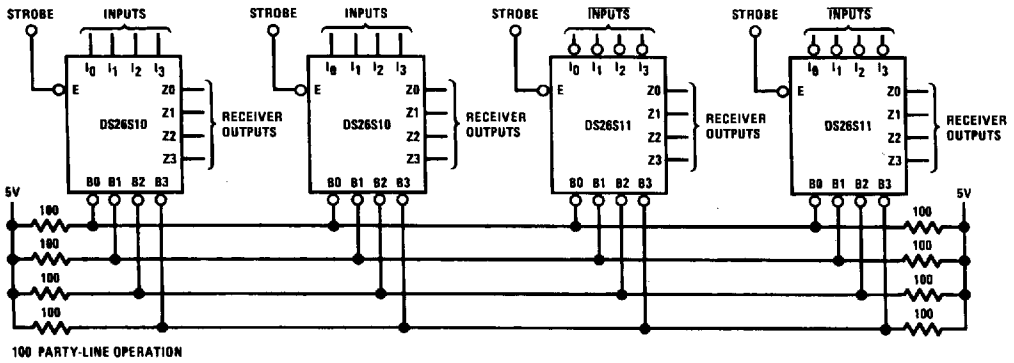 STROBE INPUTS STROBE INPUTS STROBE INPUTS STROBE INPUTS
I0 I1 I2 I3 I0 I1 I2 I3 I0 I1 I2 I3 I0 I1 I2 I3
E Z0 E Z0 E Z0 E Z0
Z1 Z1 Z1 Z1
RECEIVER OUTPUTS RECEIVER OUTPUTS RECEIVER OUTPUTS RECEIVER OUTPUTS
DS26S10 DS26S10 DS26S11 DS26S11
Z2 Z2 Z2 Z2
Z3 Z3 Z3 Z3
B0 B1 B2 B3 B0 B1 B2 B3 B0 B1 B2 B3 B0 B1 B2 B3
5V 5V
100 100
100 100
100 100
100 100
100 PARTY-LINE OPERATION